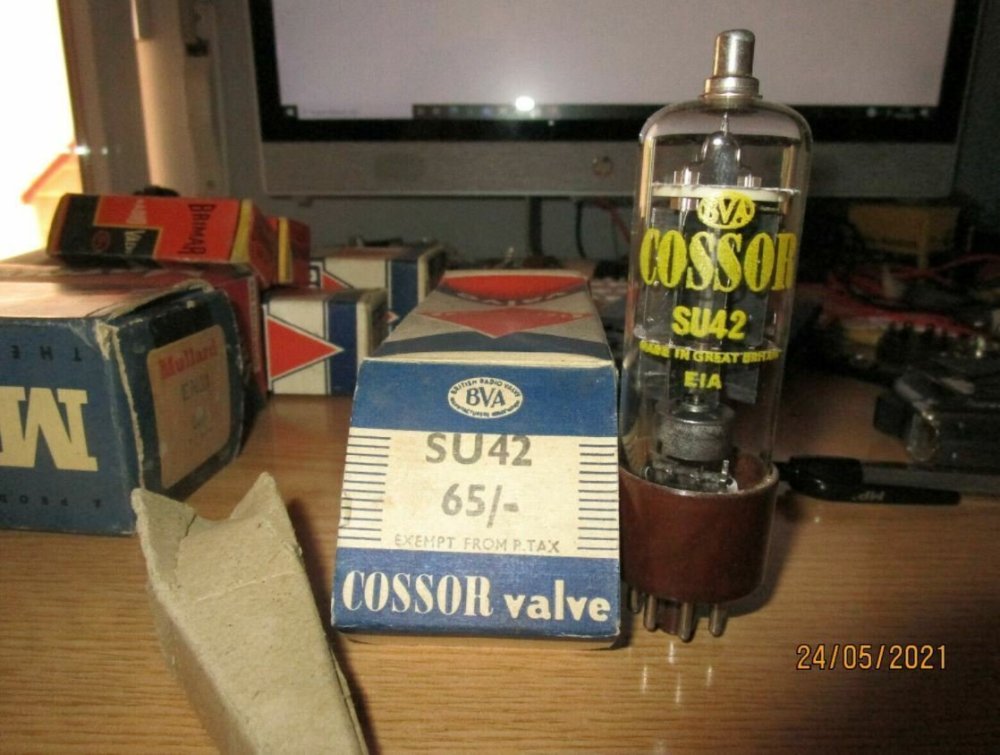 BRIMAR
Mullard
THE
M
BRITISH RADIO VALVE
BVA
SU42
65/-
EXEMPT FROM P.TAX
COSSOR valve
BVA
COSSOR
SU42
MADE IN GREAT BRITAIN
E1A
24/05/2021